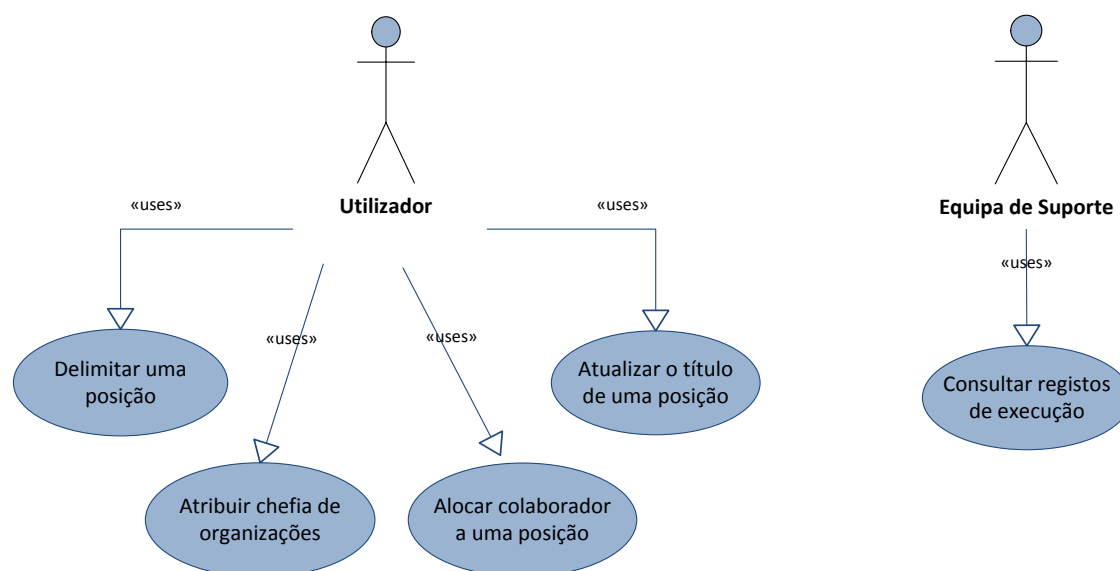 «uses»
Utilizador
«uses»
Equipa de Suporte
«uses»
«uses»
«uses»
Delimitar uma
posição
Atualizar o título
de uma posição
Consultar registos
de execução
Atribuir chefia de
organizações
Alocar colaborador
a uma posição